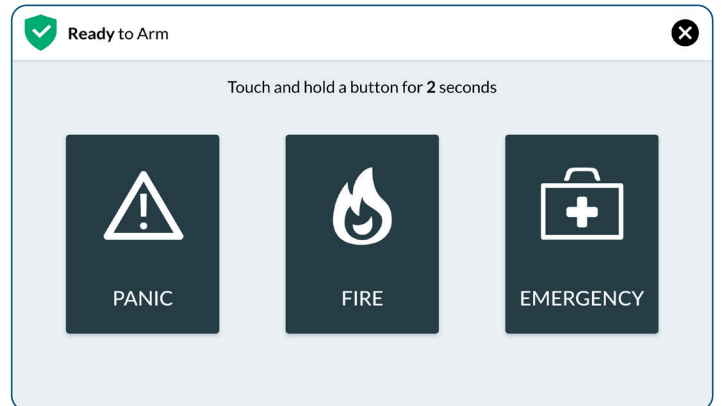 Ready to Arm
Touch and hold a button for 2 seconds
PANIC
FIRE
EMERGENCY